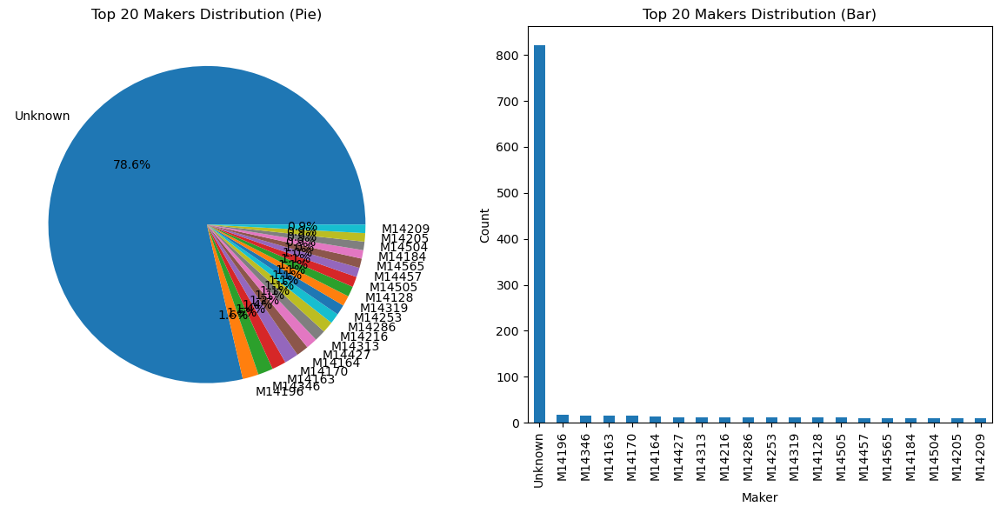 Top 20 Makers Distribution (Pie)
Unknown
78.6%
1.6%
0.9%
M14209
M14205
M14504
M14184
M14565
M14457
M14505
M14128
M14319
M14253
M14286
M14216
M14313
M14427
M14164
M14170
M14163
M14346
M14196
Top 20 Makers Distribution (Bar)
Count
800
700
600
500
400
300
200
100
0
Unknown
M14196
M14346
M14163
M14170
M14164
M14427
M14313
M14216
M14286
M14253
M14319
M14128
M14505
M14457
M14565
M14184
M14504
M14205
M14209
Maker